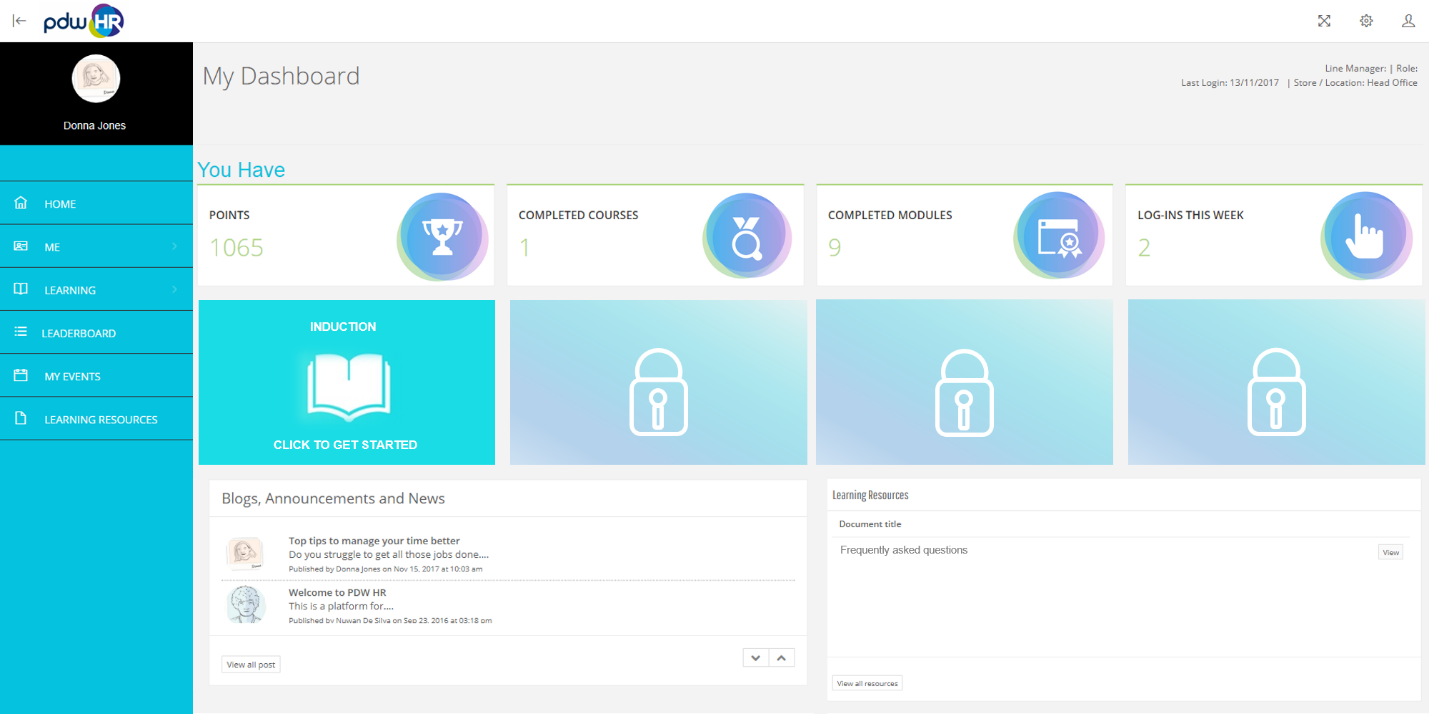 pdw HR
My Dashboard
Line Manager: | Role:
Last Login: 13/11/2017 | Store / Location: Head Office
Donna Jones
HOME
ME
LEARNING
LEADERBOARD
MY EVENTS
LEARNING RESOURCES
You Have
POINTS
1065
COMPLETED COURSES
1
COMPLETED MODULES
9
LOG-INS THIS WEEK
2
INDUCTION
CLICK TO GET STARTED
Blogs, Announcements and News
Top tips to manage your time better
Do you struggle to get all those jobs done....
Published by Donna Jones on Nov 15, 2017 at 10:03 am
Welcome to PDW HR
This is a platform for....
Published by Nuwan De Silva on Sep 23, 2016 at 03:18 pm
View all post
Learning Resources
Document title
Frequently asked questions
View
View all resources